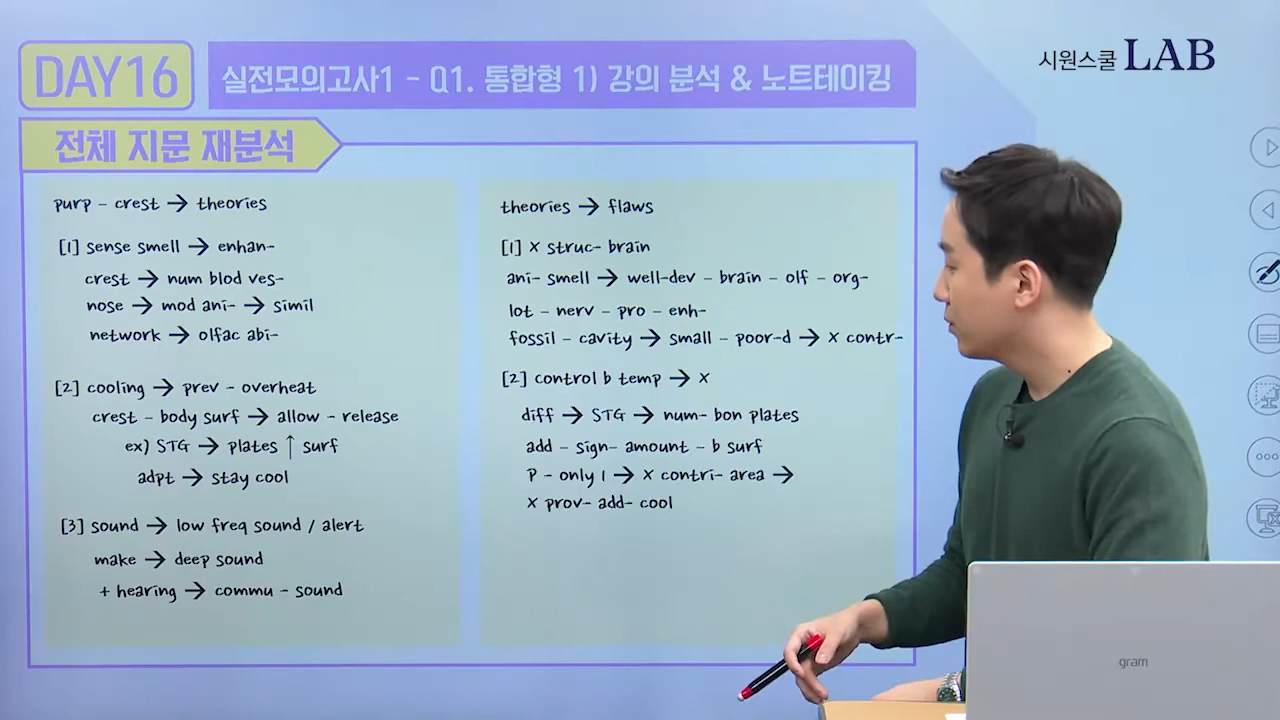 DAY16
실전모의고사1 - Q1. 통합형 1) 강의 분석 & 노트테이킹
시원스쿨 LAB
전체 지문 재분석
purp - crest → theories
[1] sense smell → enhan-
crest → num blod ves-
nose → mod ani- → simil
network → olfac abi-
[2] cooling → prev - overheat
crest - body surf → allow - release
ex) STG → plates ↑ surf
adpt → stay cool
[3] sound → low freq sound / alert
make → deep sound
+ hearing → commu - sound
theories → flaws
[1] x struc- brain
ani- smell → well-dev - brain - olf - org-
lot - nerv - pro - enh-
fossil - cavity → small - poor-d → x contr-
[2] control b temp → x
diff → STG → num- bon plates
add - sign- amount - b surf
P - only 1 → x contri- area →
x prov- add- cool
gram